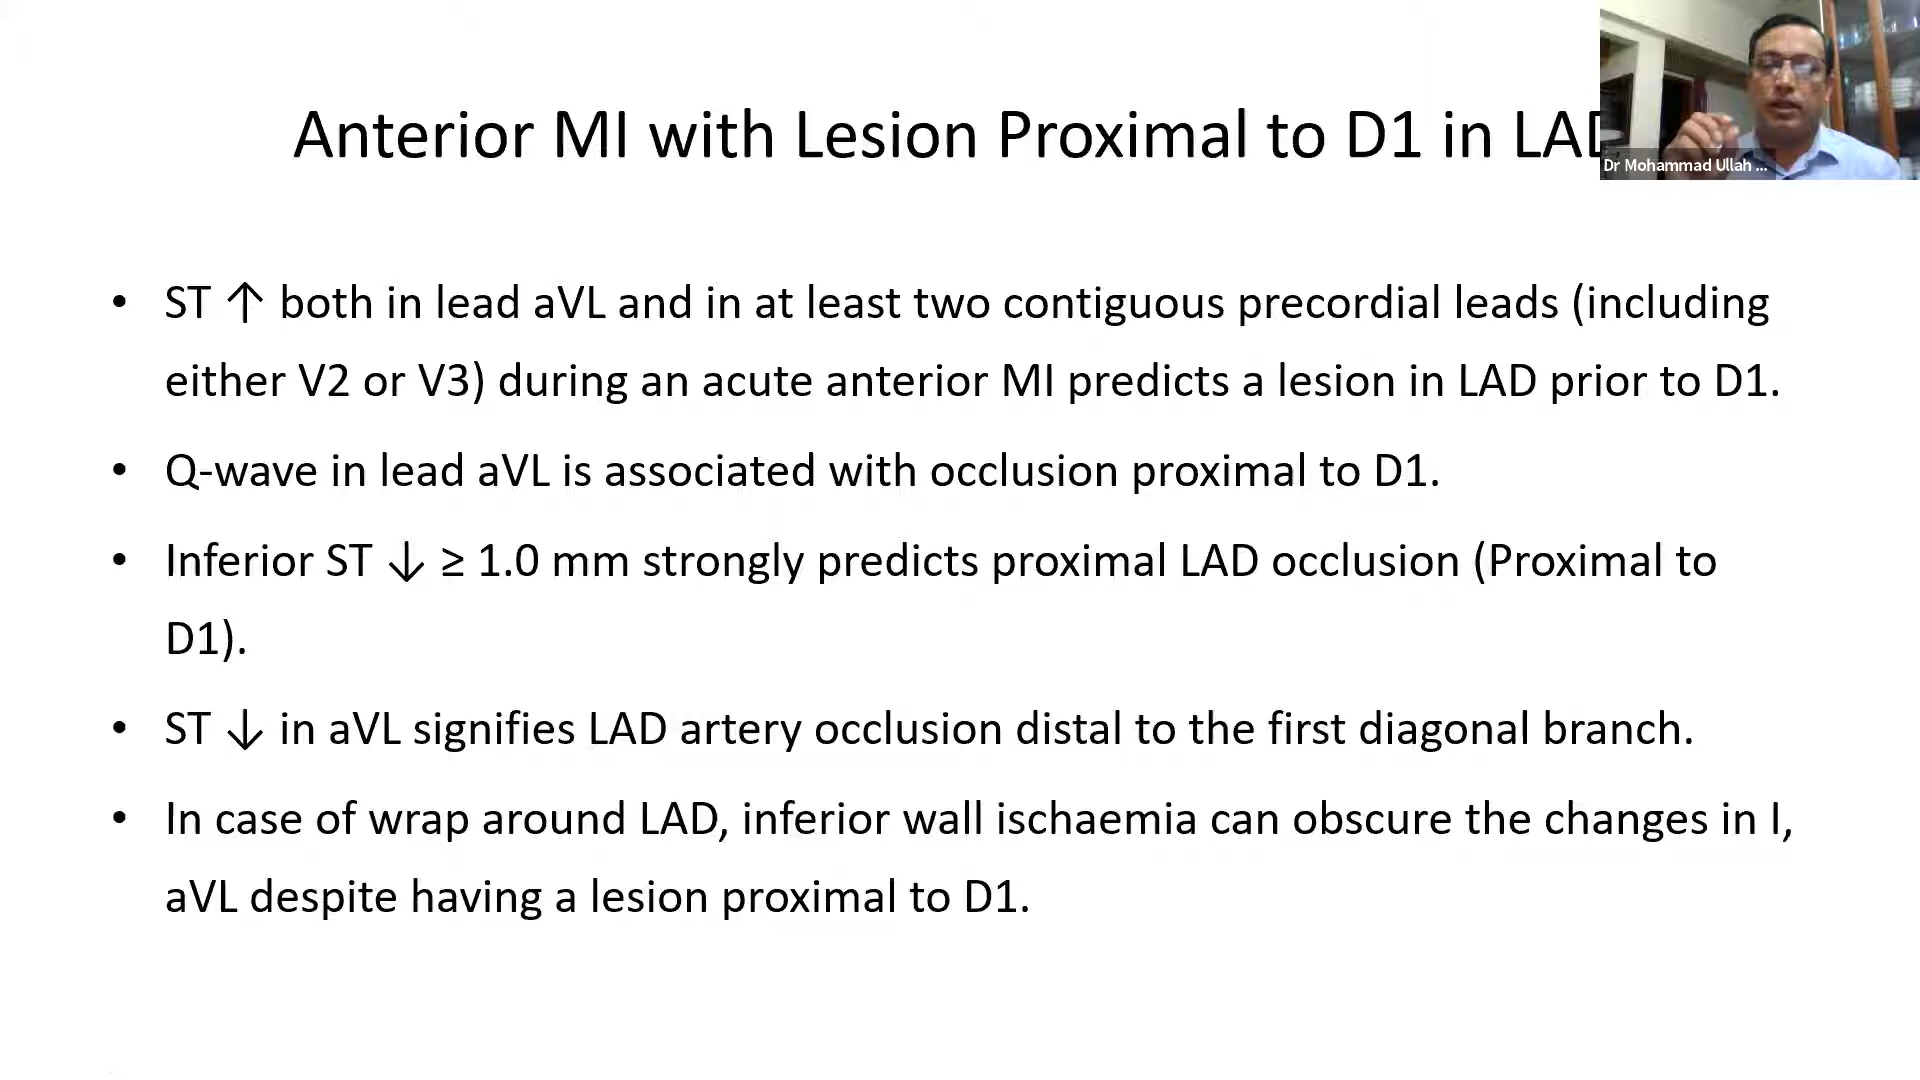 Anterior MI with Lesion Proximal to D1 in LAD
Dr Mohammad Ullah ...
• ST ↑ both in lead aVL and in at least two contiguous precordial leads (including
either V2 or V3) during an acute anterior MI predicts a lesion in LAD prior to D1.
• Q-wave in lead aVL is associated with occlusion proximal to D1.
• Inferior ST ↓ ≥ 1.0 mm strongly predicts proximal LAD occlusion (Proximal to
D1).
• ST ↓ in aVL signifies LAD artery occlusion distal to the first diagonal branch.
• In case of wrap around LAD, inferior wall ischaemia can obscure the changes in I,
aVL despite having a lesion proximal to D1.